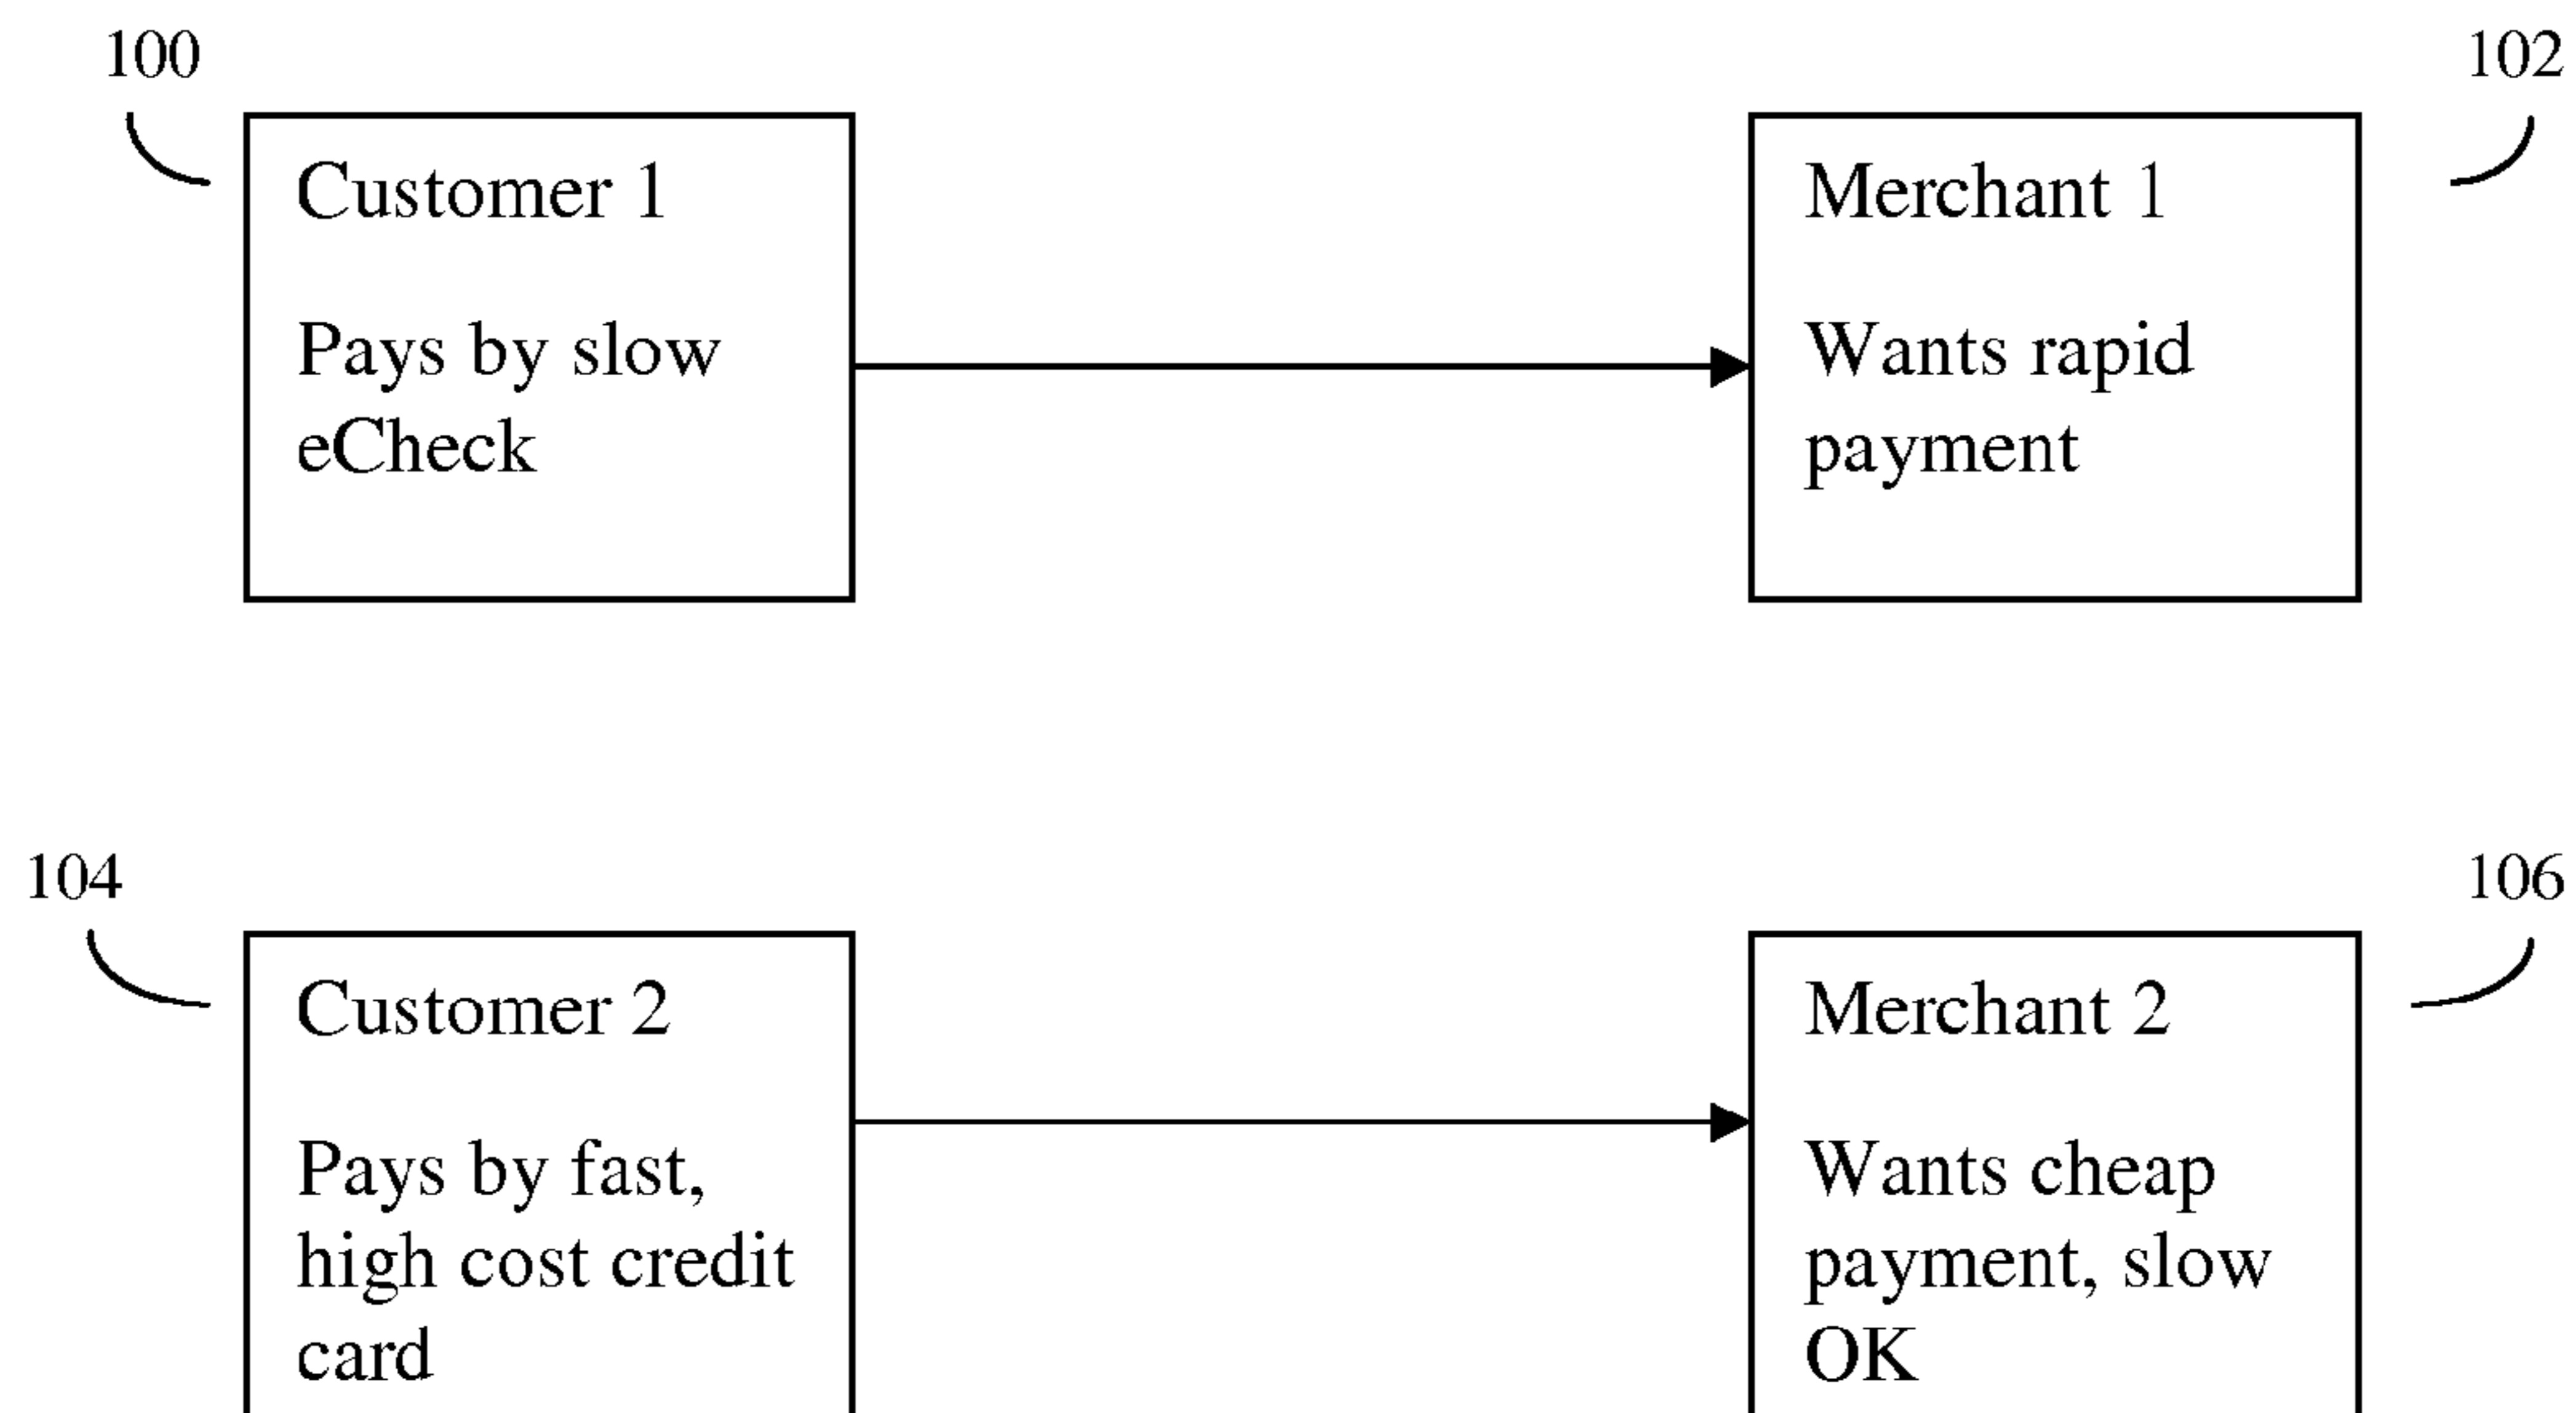 100
102
Customer 1
Pays by slow
eCheck
Merchant 1
Wants rapid
payment
104
106
Customer 2
Pays by fast,
high cost credit
card
Merchant 2
Wants cheap
payment, slow
OK